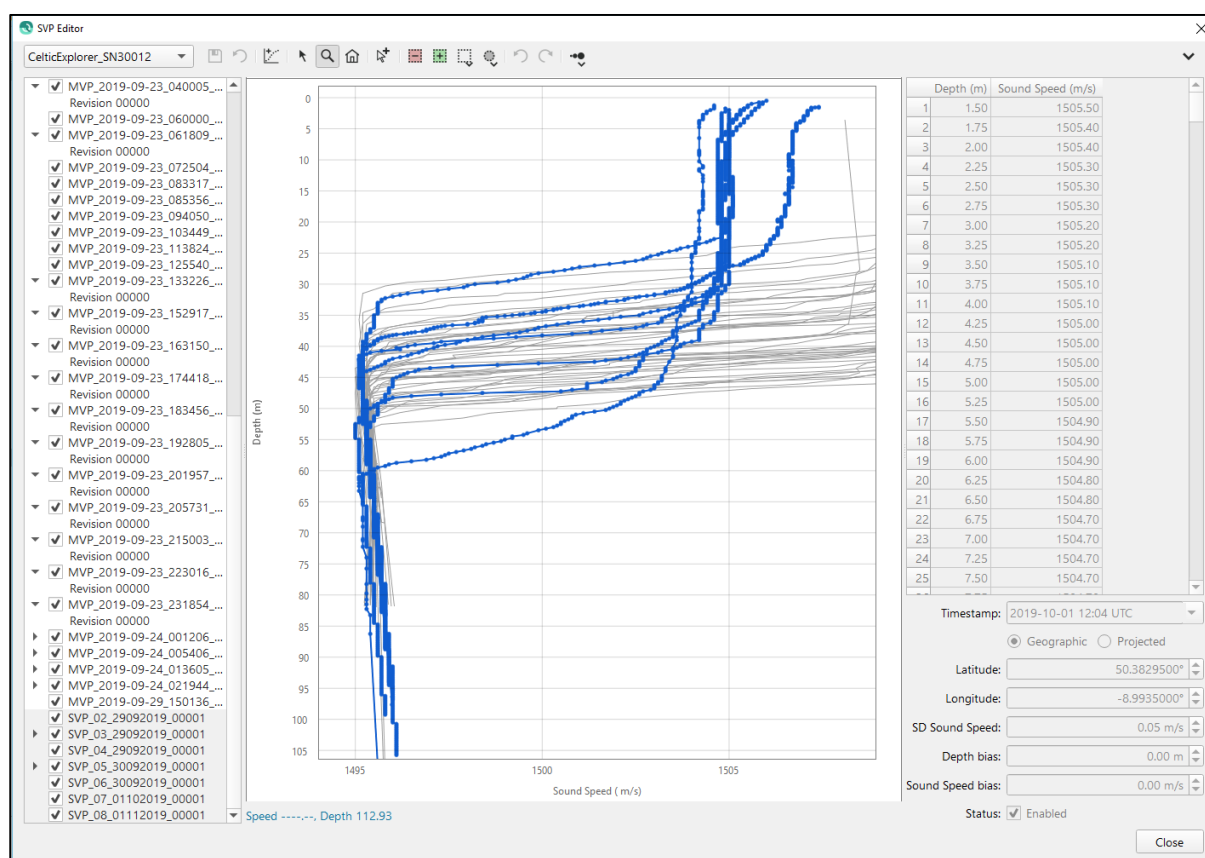 SVP Editor
CelticExplorer_SN30012
MVP_2019-09-23_040005_...
Revision 00000
MVP_2019-09-23_060000_...
MVP_2019-09-23_061809_...
Revision 00000
MVP_2019-09-23_072504_...
MVP_2019-09-23_083317_...
MVP_2019-09-23_085356_...
MVP_2019-09-23_094050_...
MVP_2019-09-23_103449_...
MVP_2019-09-23_113824_...
MVP_2019-09-23_125540_...
MVP_2019-09-23_133226_...
Revision 00000
MVP_2019-09-23_152917_...
Revision 00000
MVP_2019-09-23_163150_...
Revision 00000
MVP_2019-09-23_174418_...
Revision 00000
MVP_2019-09-23_183456_...
Revision 00000
MVP_2019-09-23_192805_...
Revision 00000
MVP_2019-09-23_201957_...
Revision 00000
MVP_2019-09-23_205731_...
Revision 00000
MVP_2019-09-23_215003_...
Revision 00000
MVP_2019-09-23_223016_...
Revision 00000
MVP_2019-09-23_231854_...
Revision 00000
MVP_2019-09-24_001206_...
MVP_2019-09-24_005406_...
MVP_2019-09-24_013605_...
MVP_2019-09-24_021944_...
MVP_2019-09-29_150136_...
SVP_02_29092019_00001
SVP_03_29092019_00001
SVP_04_29092019_00001
SVP_05_30092019_00001
SVP_06_30092019_00001
SVP_07_01102019_00001
SVP_08_01112019_00001
0
5
10
15
20
25
30
35
40
45
50
55
60
65
70
75
80
85
90
95
100
105
Depth (m)
1495 1500 1505
Sound Speed ( m/s)
Speed ----.--, Depth 112.93
Depth (m) Sound Speed (m/s)
1 1.50 1505.50
2 1.75 1505.40
3 2.00 1505.40
4 2.25 1505.30
5 2.50 1505.30
6 2.75 1505.30
7 3.00 1505.20
8 3.25 1505.20
9 3.50 1505.10
10 3.75 1505.10
11 4.00 1505.10
12 4.25 1505.00
13 4.50 1505.00
14 4.75 1505.00
15 5.00 1505.00
16 5.25 1505.00
17 5.50 1504.90
18 5.75 1504.90
19 6.00 1504.90
20 6.25 1504.80
21 6.50 1504.80
22 6.75 1504.70
23 7.00 1504.70
24 7.25 1504.70
25 7.50 1504.70
Timestamp: 2019-10-01 12:04 UTC
Geographic Projected
Latitude: 50.3829500°
Longitude: -8.9935000°
SD Sound Speed: 0.05 m/s
Depth bias: 0.00 m
Sound Speed bias: 0.00 m/s
Status: Enabled
Close